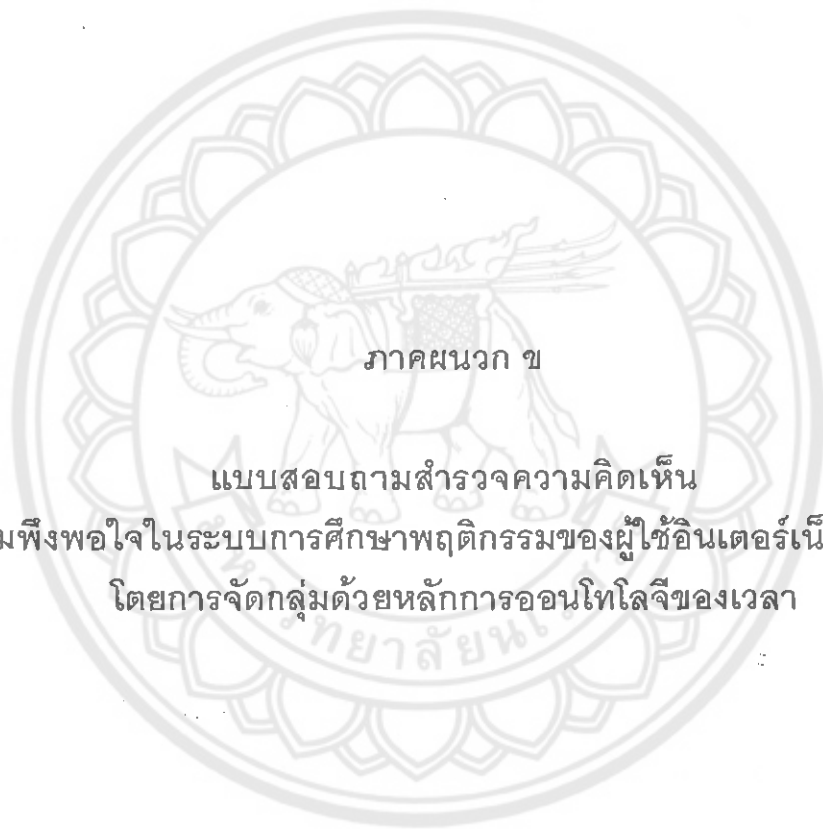 ภาคผนวก ข
แบบสอบถามสำรวจความคิดเห็น
มพึงพอใจในระบบการศึกษาพฤติกรรมของผู้ใช้อินเตอร์เน็
โดยการจัดกลุ่มด้วยหลักการออนโทโลจีของเวลา